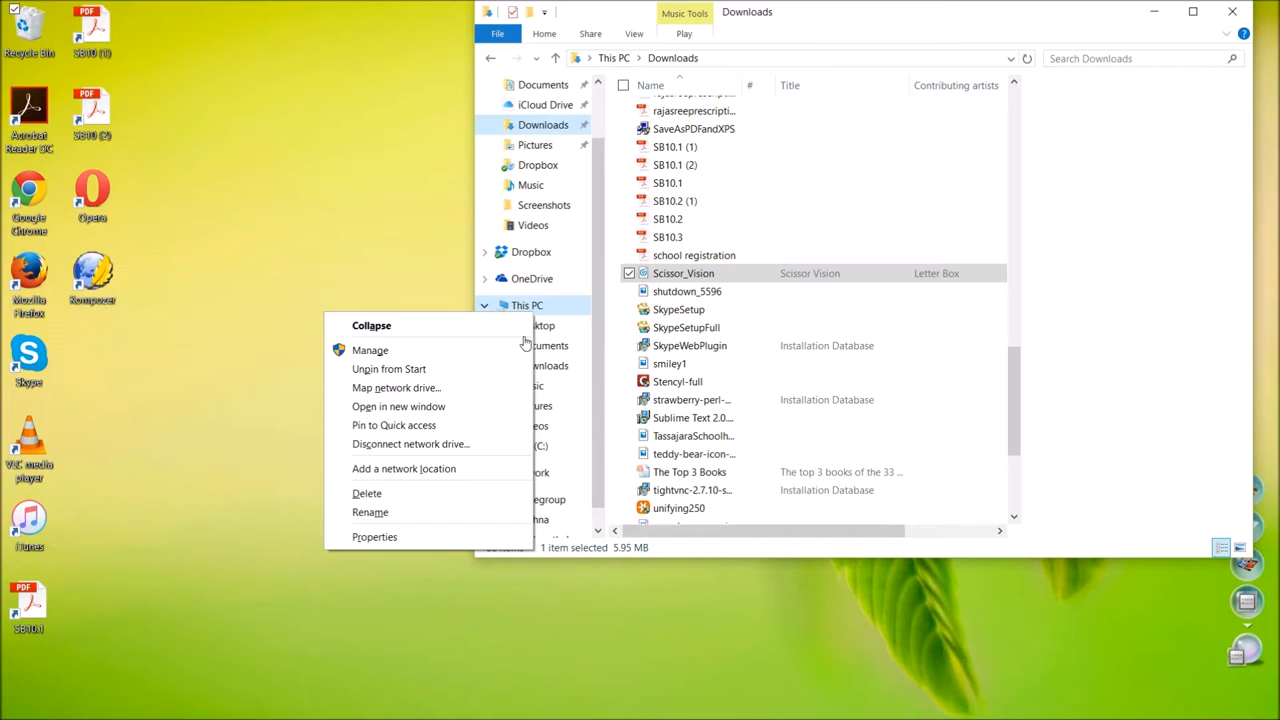 Recycle Bin
SB10 (1)
Acrobat
Reader DC
SB10 (2)
Google
Chrome
Opera
Mozilla
Firefox
Kompozer
Skype
VLC media
player
iTunes
SB10.1
Music Tools
Downloads
File
Home
Share
View
Play
This PC
Downloads
Search Downloads
Documents
iCloud Drive
Downloads
Pictures
Dropbox
Music
Screenshots
Videos
Dropbox
OneDrive
This PC
ktop
cuments
wnloads
sic
ures
eos
(C:)
work
egroup
hna
Collapse
Manage
Unpin from Start
Map network drive...
Open in new window
Pin to Quick access
Disconnect network drive...
Add a network location
Delete
Rename
Properties
Name
#
Title
Contributing artists
rajasreeprescripti...
SaveAsPDFandXPS
SB10.1 (1)
SB10.1 (2)
SB10.1
SB10.2 (1)
SB10.2
SB10.3
school registration
Scissor_Vision Scissor Vision Letter Box
shutdown_5596
SkypeSetup
SkypeSetupFull
SkypeWebPlugin Installation Database
smiley1
Stencyl-full
strawberry-perl-... Installation Database
Sublime Text 2.0....
TassajaraSchoolh...
teddy-bear-icon-...
The Top 3 Books The top 3 books of the 33 ...
tightvnc-2.7.10-s... Installation Database
unifying250
1 item selected 5.95 MB